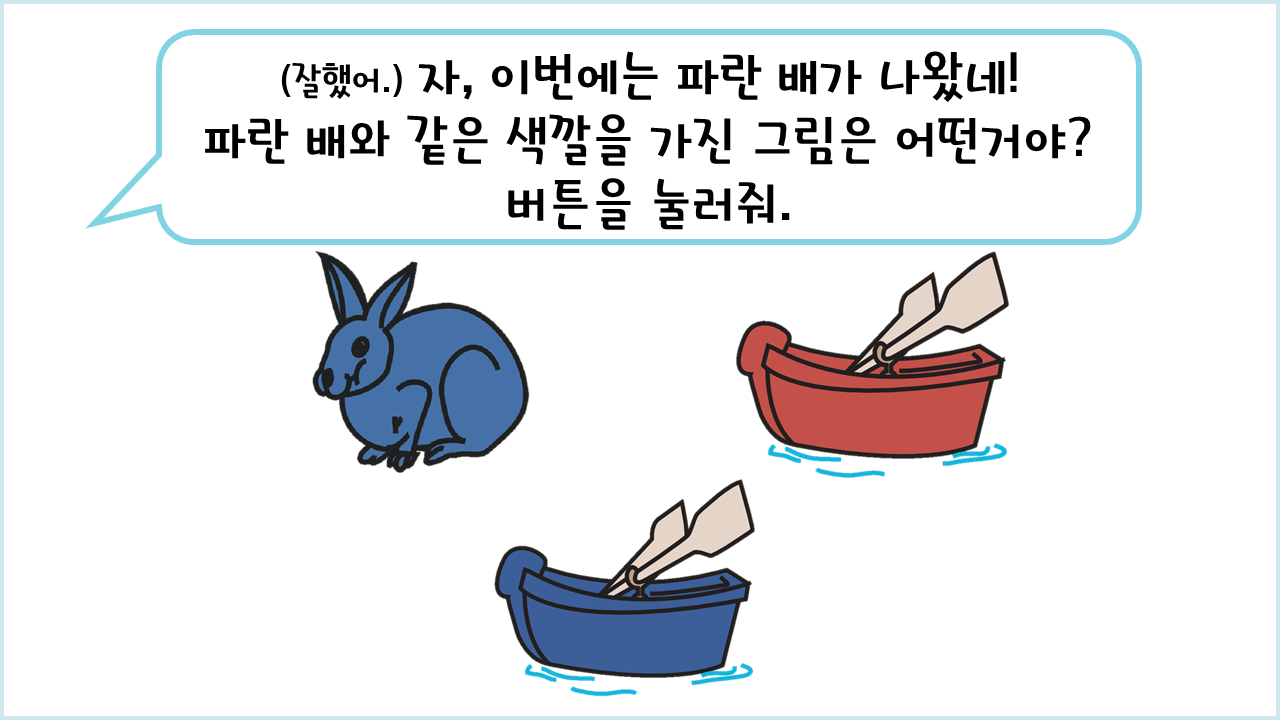 (잘했어.) 자, 이번에는 파란 배가 나왔네!
파란 배와 같은 색깔을 가진 그림은 어떤거야?
버튼을 눌러줘.